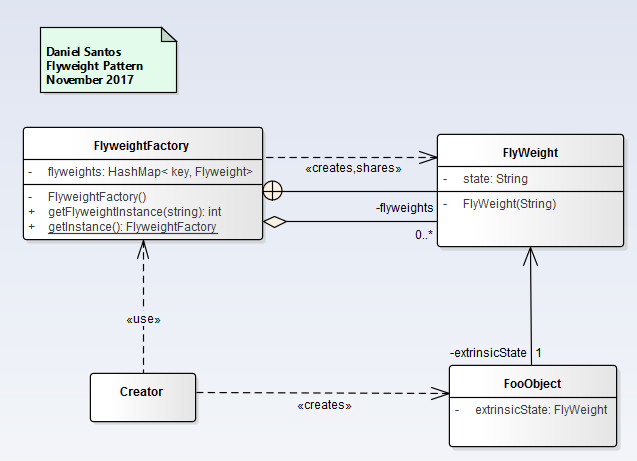 Daniel Santos
Flyweight Pattern
November 2017
FlyweightFactory
- flyweights: HashMap< key, Flyweight>
- FlyweightFactory()
+ getFlyweightInstance(string): int
+ getInstance(): FlyweightFactory
«creates,shares»
FlyWeight
- state: String
- FlyWeight(String)
-flyweights
0..*
«use»
-extrinsicState 1
Creator
«creates»
FooObject
- extrinsicState: FlyWeight